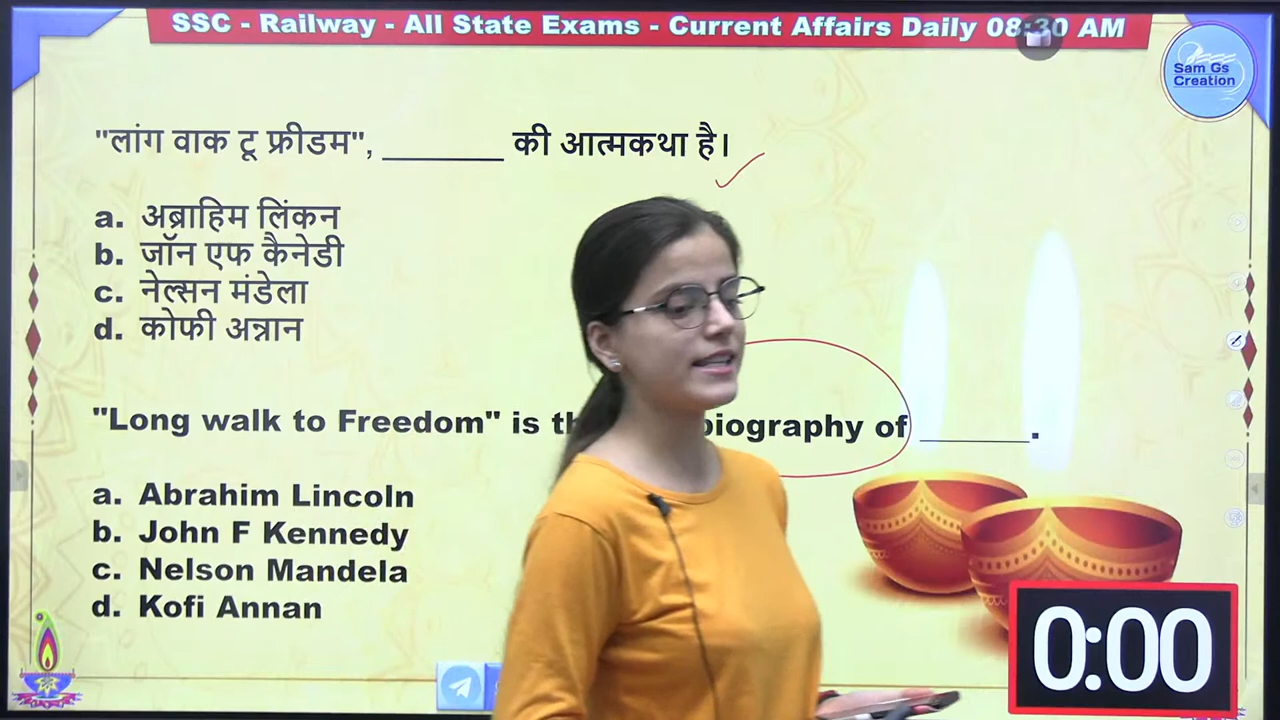 SSC - Railway - All State Exams - Current Affairs Daily 08:30 AM
Sam Gs
Creation
"लांग वाक टू फ्रीडम", ______ की आत्मकथा है।
a. अब्राहिम लिंकन
b. जॉन एफ कैनेडी
c. नेल्सन मंडेला
d. कोफी अन्नान
"Long walk to Freedom" is th biography of ______.
a. Abrahim Lincoln
b. John F Kennedy
c. Nelson Mandela
d. Kofi Annan
0:00